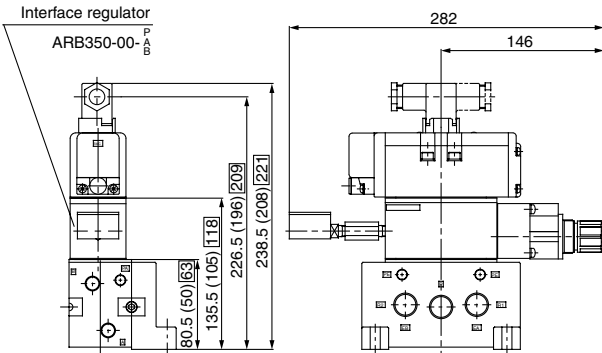 Interface regulator
ARB350-00-
P
A
B
282
146
80.5 (50) 63
135.5 (105) 118
226.5 (196) 209
238.5 (208) 221